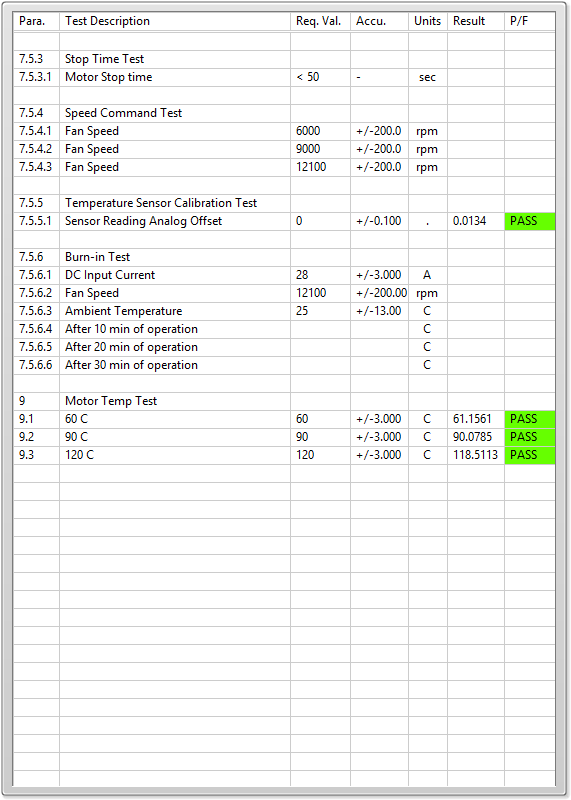 Para. Test Description Req. Val. Accu. Units Result P/F
7.5.3 Stop Time Test
7.5.3.1 Motor Stop time < 50 - sec
7.5.4 Speed Command Test
7.5.4.1 Fan Speed 6000 +/-200.0 rpm
7.5.4.2 Fan Speed 9000 +/-200.0 rpm
7.5.4.3 Fan Speed 12100 +/-200.0 rpm
7.5.5 Temperature Sensor Calibration Test
7.5.5.1 Sensor Reading Analog Offset 0 +/-0.100 . 0.0134 PASS
7.5.6 Burn-in Test
7.5.6.1 DC Input Current 28 +/-3.000 A
7.5.6.2 Fan Speed 12100 +/-200.00 rpm
7.5.6.3 Ambient Temperature 25 +/-13.00 C
7.5.6.4 After 10 min of operation C
7.5.6.5 After 20 min of operation C
7.5.6.6 After 30 min of operation C
9 Motor Temp Test
9.1 60 C 60 +/-3.000 C 61.1561 PASS
9.2 90 C 90 +/-3.000 C 90.0785 PASS
9.3 120 C 120 +/-3.000 C 118.5113 PASS